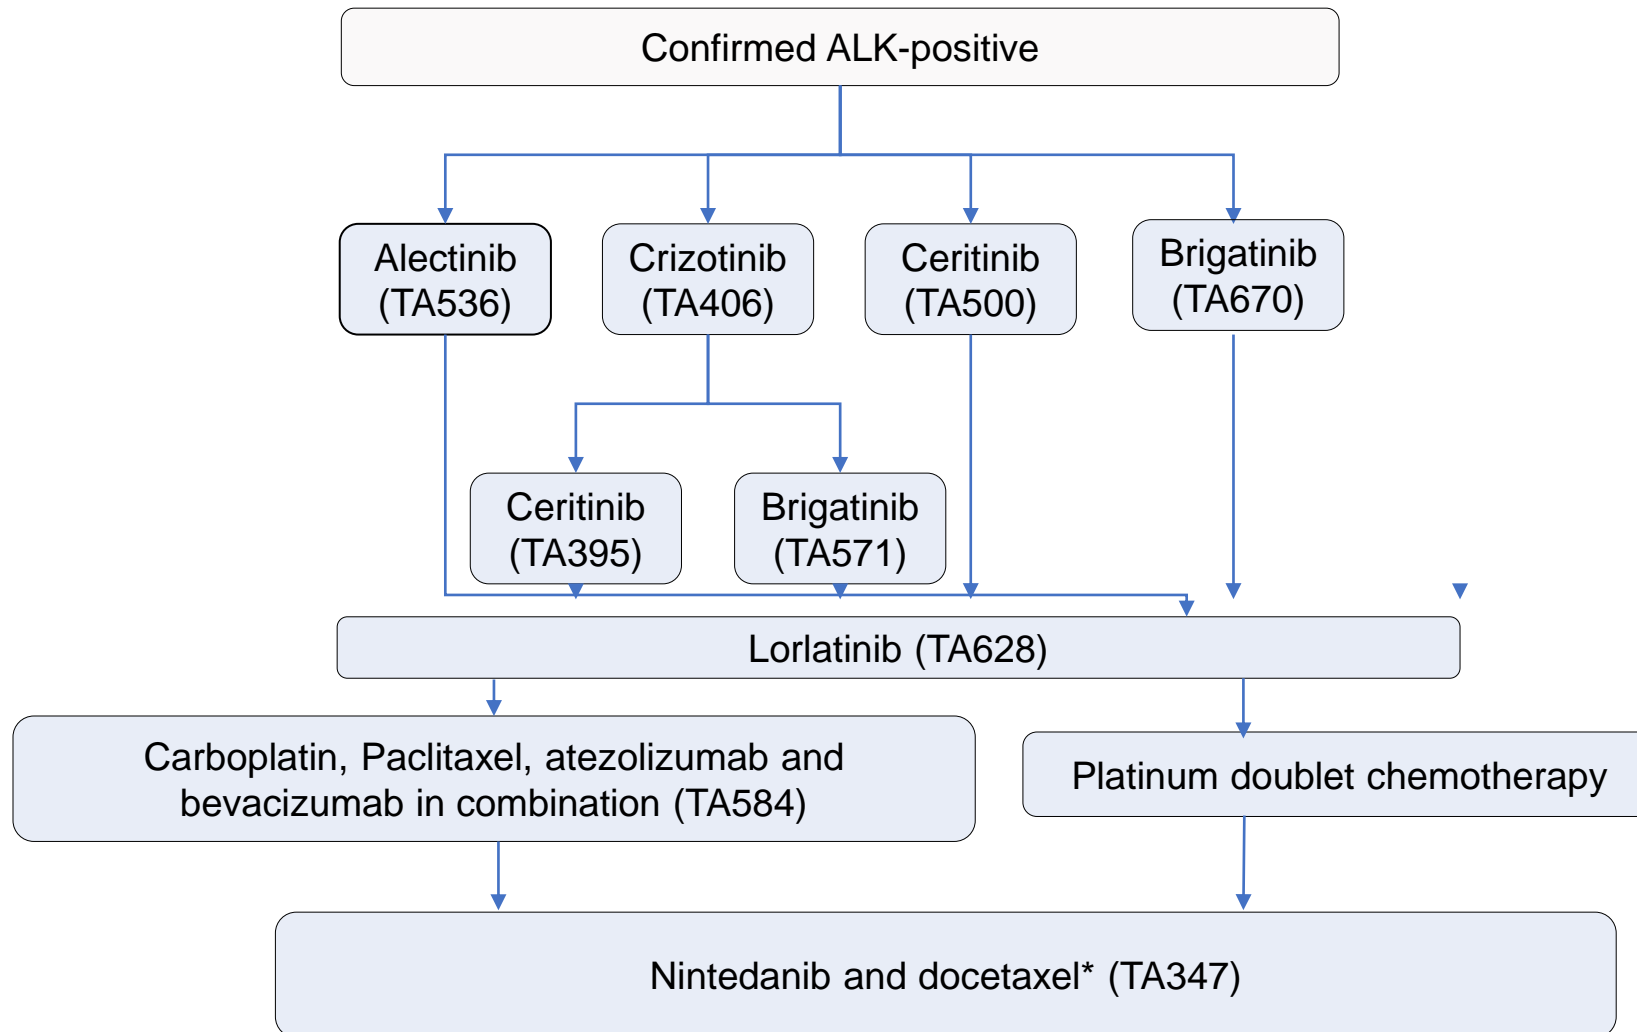 Confirmed ALK-positive
Alectinib
(TA536)
Crizotinib
(TA406)
Ceritinib
(TA500)
Brigatinib
(TA670)
Ceritinib
(TA395)
Brigatinib
(TA571)
Lorlatinib (TA628)
Carboplatin, Paclitaxel, atezolizumab and
bevacizumab in combination (TA584)
Platinum doublet chemotherapy
Nintedanib and docetaxel* (TA347)